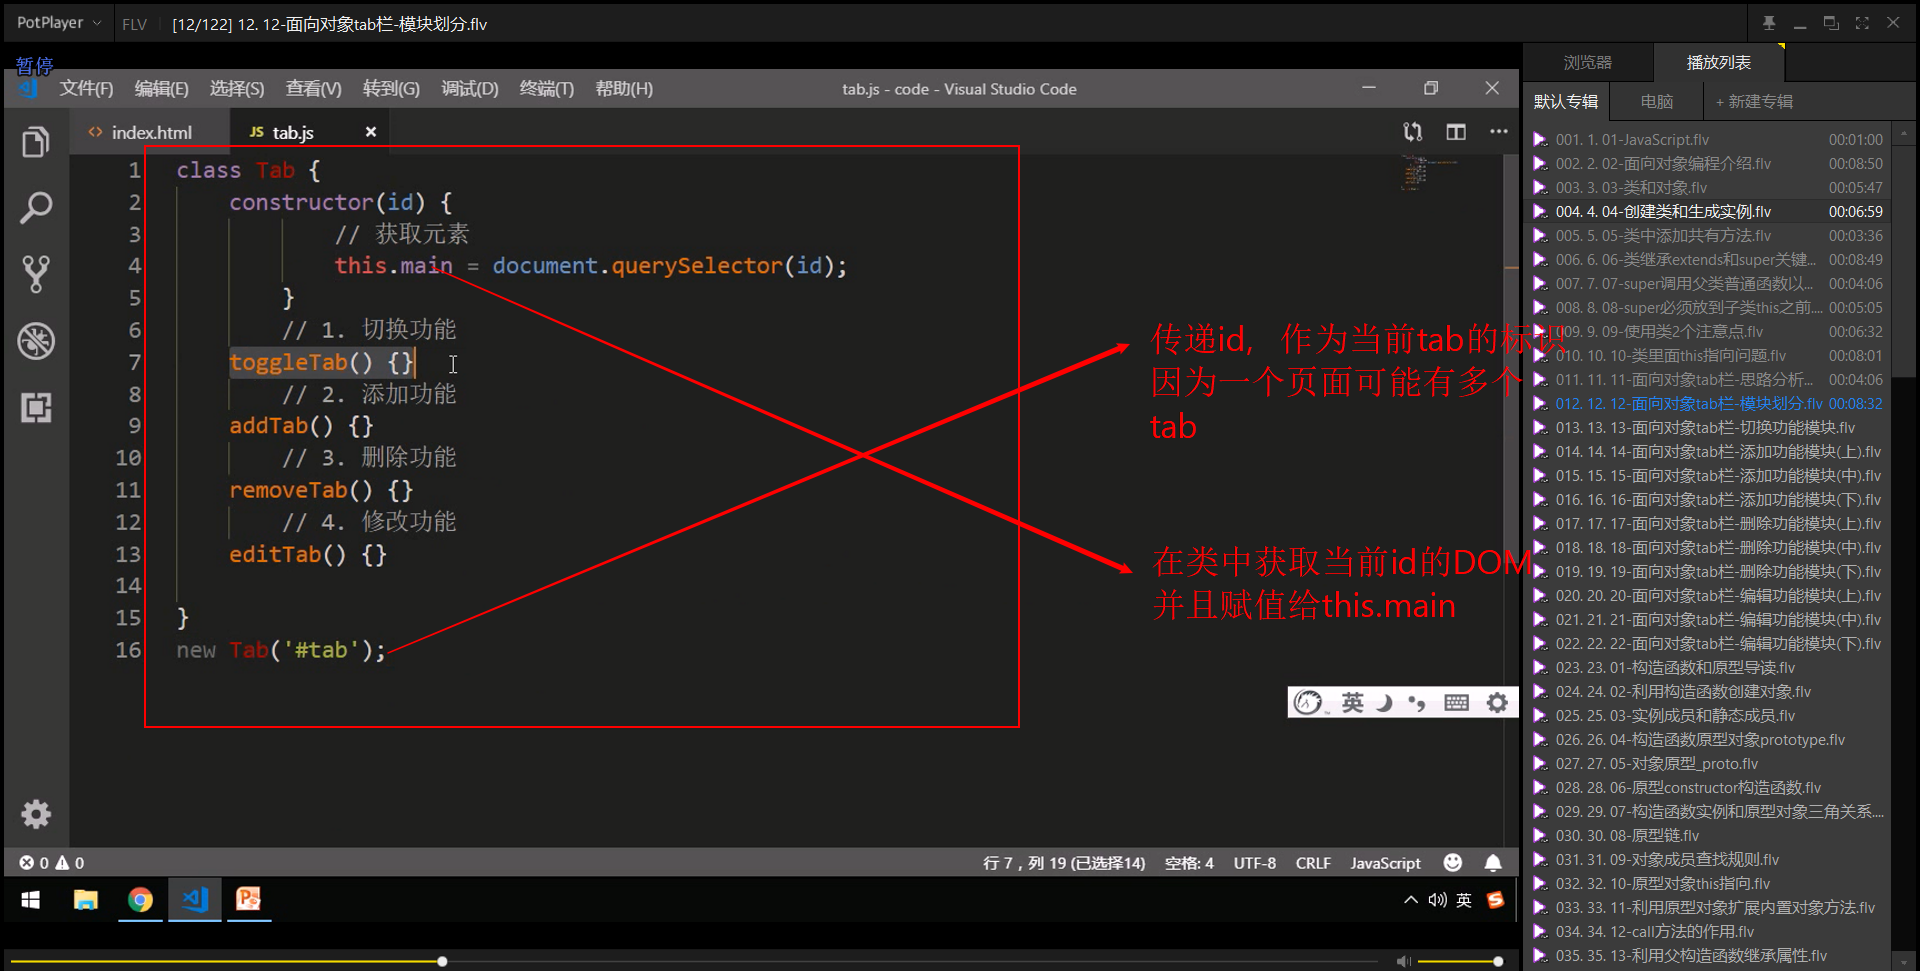 PotPlayer FLV [12/122] 12. 12-面向对象tab栏-模块划分.flv
暂停
文件(F) 编辑(E) 选择(S) 查看(V) 转到(G) 调试(D) 终端(T) 帮助(H) tab.js - code - Visual Studio Code
<> index.html JS tab.js ×
1 class Tab {
2 constructor(id) {
3 // 获取元素
4 this.main = document.querySelector(id);
5 }
6 // 1. 切换功能
7 toggleTab() {}
8 // 2. 添加功能
9 addTab() {}
10 // 3. 删除功能
11 removeTab() {}
12 // 4. 修改功能
13 editTab() {}
14
15 }
16 new Tab('#tab');
传递id, 作为当前tab的标识
因为一个页面可能有多个
tab
在类中获取当前id的DOM
并且赋值给this.main
英
0 0 行 7，列 19 (已选择14) 空格: 4 UTF-8 CRLF JavaScript
英
浏览器 播放列表
默认专辑 电脑 + 新建专辑
001. 1. 01-JavaScript.flv 00:01:00
002. 2. 02-面向对象编程介绍.flv 00:08:50
003. 3. 03-类和对象.flv 00:05:47
004. 4. 04-创建类和生成实例.flv 00:06:59
005. 5. 05-类中添加共有方法.flv 00:03:36
006. 6. 06-类继承extends和super关键... 00:08:49
007. 7. 07-super调用父类普通函数以... 00:04:06
008. 8. 08-super必须放到子类this之前.... 00:05:05
009. 9. 09-使用类2个注意点.flv 00:06:32
010. 10. 10-类里面this指向问题.flv 00:08:01
011. 11. 11-面向对象tab栏-思路分析... 00:04:06
012. 12. 12-面向对象tab栏-模块划分.flv 00:08:32
013. 13. 13-面向对象tab栏-切换功能模块.flv
014. 14. 14-面向对象tab栏-添加功能模块(上).flv
015. 15. 15-面向对象tab栏-添加功能模块(中).flv
016. 16. 16-面向对象tab栏-添加功能模块(下).flv
017. 17. 17-面向对象tab栏-删除功能模块(上).flv
018. 18. 18-面向对象tab栏-删除功能模块(中).flv
019. 19. 19-面向对象tab栏-删除功能模块(下).flv
020. 20. 20-面向对象tab栏-编辑功能模块(上).flv
021. 21. 21-面向对象tab栏-编辑功能模块(中).flv
022. 22. 22-面向对象tab栏-编辑功能模块(下).flv
023. 23. 01-构造函数和原型导读.flv
024. 24. 02-利用构造函数创建对象.flv
025. 25. 03-实例成员和静态成员.flv
026. 26. 04-构造函数原型对象prototype.flv
027. 27. 05-对象原型_proto.flv
028. 28. 06-原型constructor构造函数.flv
029. 29. 07-构造函数实例和原型对象三角关系....
030. 30. 08-原型链.flv
031. 31. 09-对象成员查找规则.flv
032. 32. 10-原型对象this指向.flv
033. 33. 11-利用原型对象扩展内置对象方法.flv
034. 34. 12-call方法的作用.flv
035. 35. 13-利用父构造函数继承属性.flv